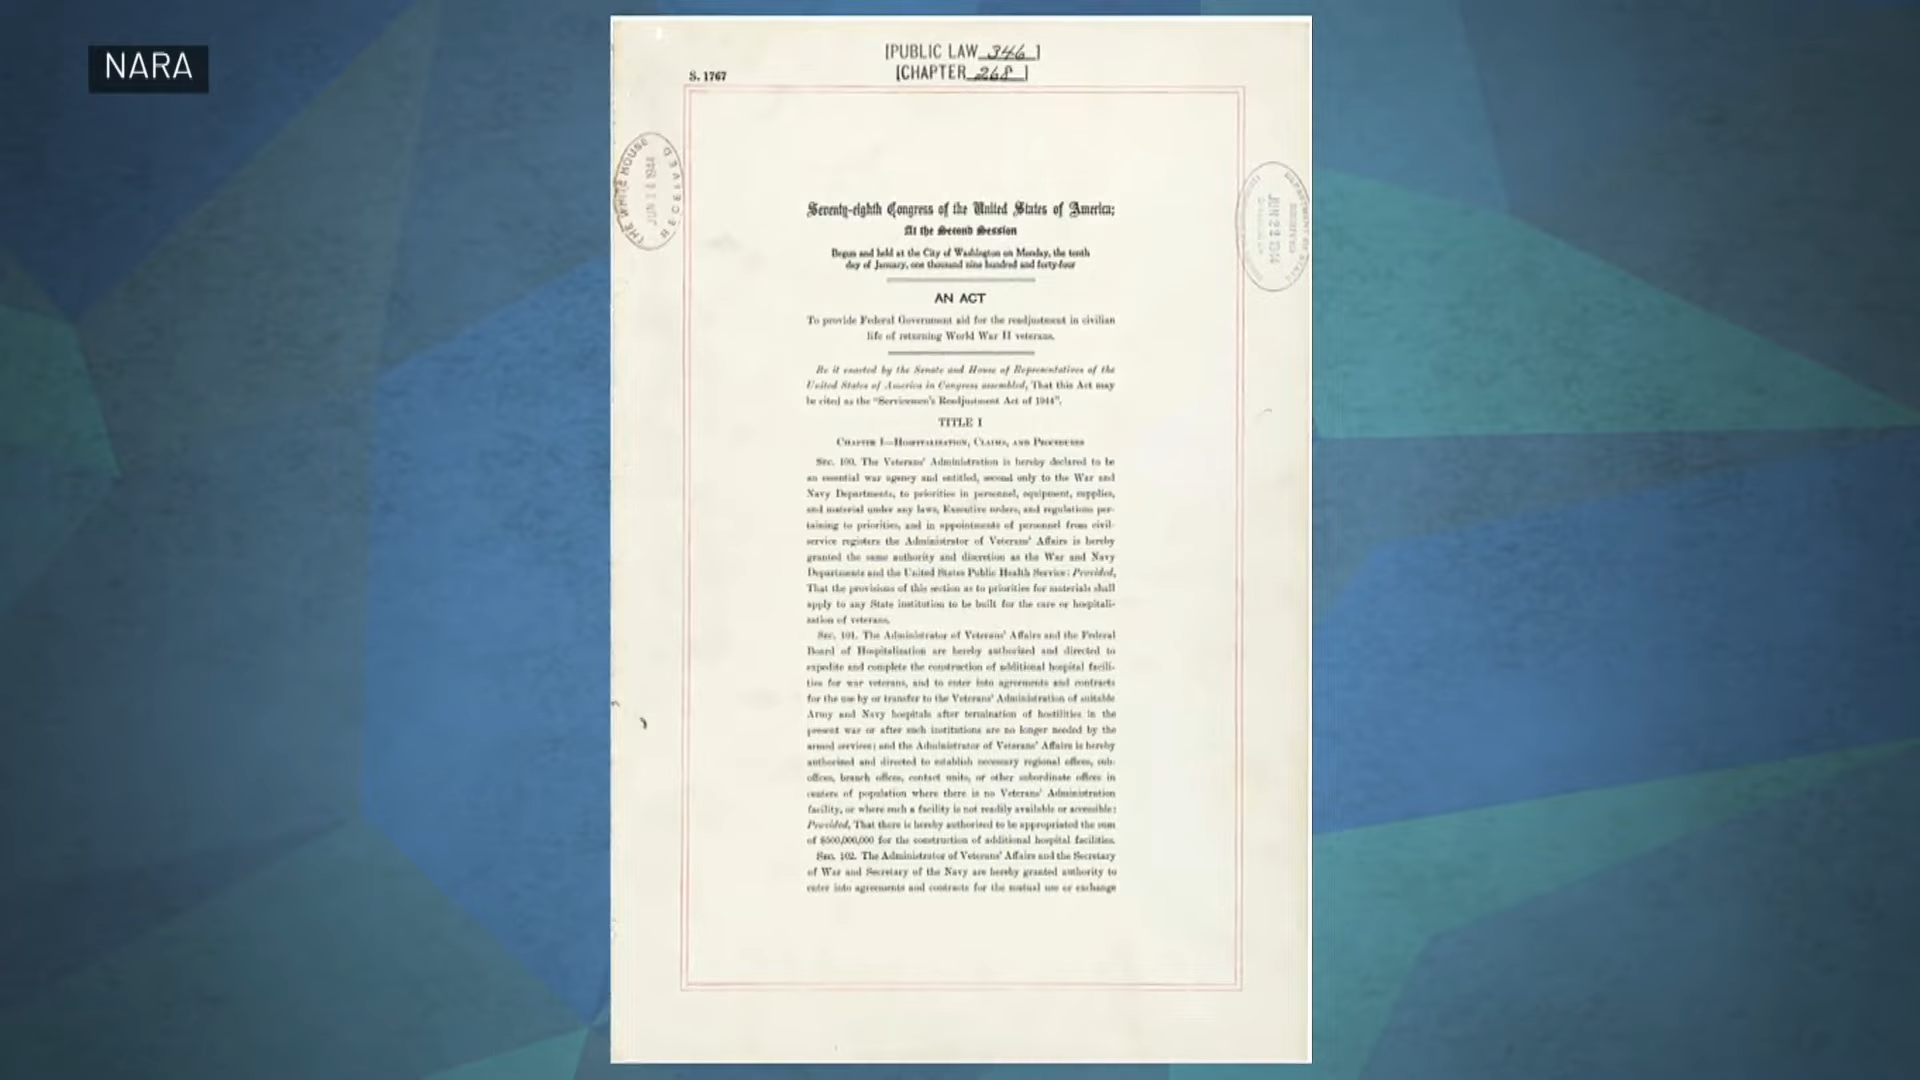 NARA
[PUBLIC LAW 346]
[CHAPTER 268]
S. 1767
THE WHITE HOUSE
JUN 14 1944
RECEIVED
JUN 22 1944
Seventy-eighth Congress of the United States of America;
At the Second Session
Begun and held at the City of Washington on Monday, the tenth
day of January, one thousand nine hundred and forty-four
AN ACT
To provide Federal Government aid for the readjustment in civilian
life of returning World War II veterans.
Be it enacted by the Senate and House of Representatives of the
United States of America in Congress assembled, That this Act may
be cited as the "Servicemen's Readjustment Act of 1944".
TITLE I
CHAPTER I—HOSPITALIZATION, CLAIMS, AND PROCEDURES
SEC. 100. The Veterans' Administration is hereby declared to be
an essential war agency and entitled, second only to the War and
Navy Departments, to priorities in personnel, equipment, supplies,
and material under any laws, Executive orders, and regulations per-
taining to priorities, and in appointments of personnel from civil-
service registers the Administrator of Veterans' Affairs is hereby
granted the same authority and discretion as the War and Navy
Departments and the United States Public Health Service: Provided,
That the provisions of this section as to priorities for materials shall
apply to any State institution to be built for the care or hospitali-
zation of veterans.
SEC. 101. The Administrator of Veterans' Affairs and the Federal
Board of Hospitalization are hereby authorized and directed to
expedite and complete the construction of additional hospital facili-
ties for war veterans, and to enter into agreements and contracts
for the use by or transfer to the Veterans' Administration of suitable
Army and Navy hospitals after termination of hostilities in the
present war or after such institutions are no longer needed by the
armed services; and the Administrator of Veterans' Affairs is hereby
authorized and directed to establish necessary regional offices, sub-
offices, branch offices, contact units, or other subordinate offices in
centers of population where there is no Veterans' Administration
facility, or where such a facility is not readily available or accessible:
Provided, That there is hereby authorized to be appropriated the sum
of $500,000,000 for the construction of additional hospital facilities.
SEC. 102. The Administrator of Veterans' Affairs and the Secretary
of War and Secretary of the Navy are hereby granted authority to
enter into agreements and contracts for the mutual use or exchange